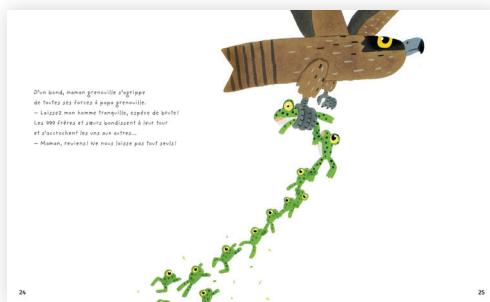 D'un bond, maman grenouille s'agrippe
de toutes ses forces à papa grenouille.
– Laissez mon homme tranquille, espèce de brute!
Les 999 frères et sœurs bondissent à leur tour
et s'accrochent les uns aux autres...
– Maman, reviens! Ne nous laisse pas tout seuls!
24
25